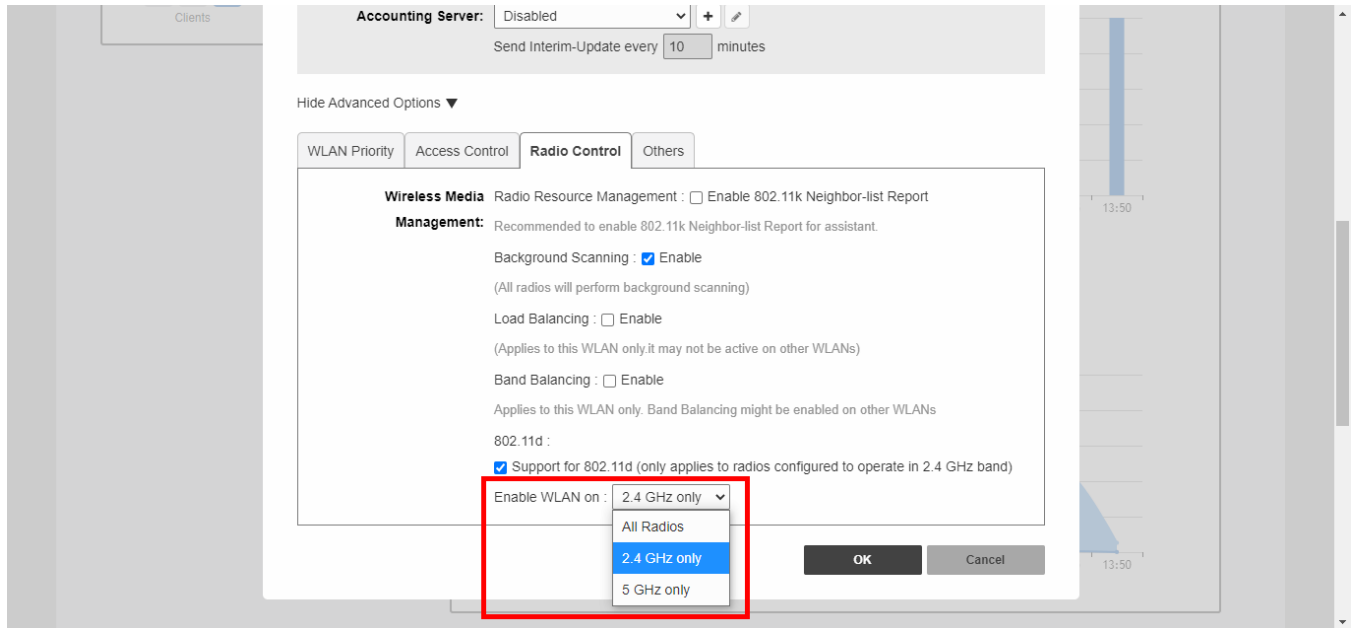 Clients
Accounting Server: Disabled +
Send Interim-Update every 10 minutes
Hide Advanced Options ▼
WLAN Priority Access Control Radio Control Others
Wireless Media Management: Radio Resource Management : Enable 802.11k Neighbor-list Report
Recommended to enable 802.11k Neighbor-list Report for assistant.
Background Scanning : Enable
(All radios will perform background scanning)
Load Balancing : Enable
(Applies to this WLAN only.it may not be active on other WLANs)
Band Balancing : Enable
Applies to this WLAN only. Band Balancing might be enabled on other WLANs
802.11d :
Support for 802.11d (only applies to radios configured to operate in 2.4 GHz band)
Enable WLAN on : 2.4 GHz only
All Radios
2.4 GHz only
5 GHz only
OK Cancel
13:50
13:50